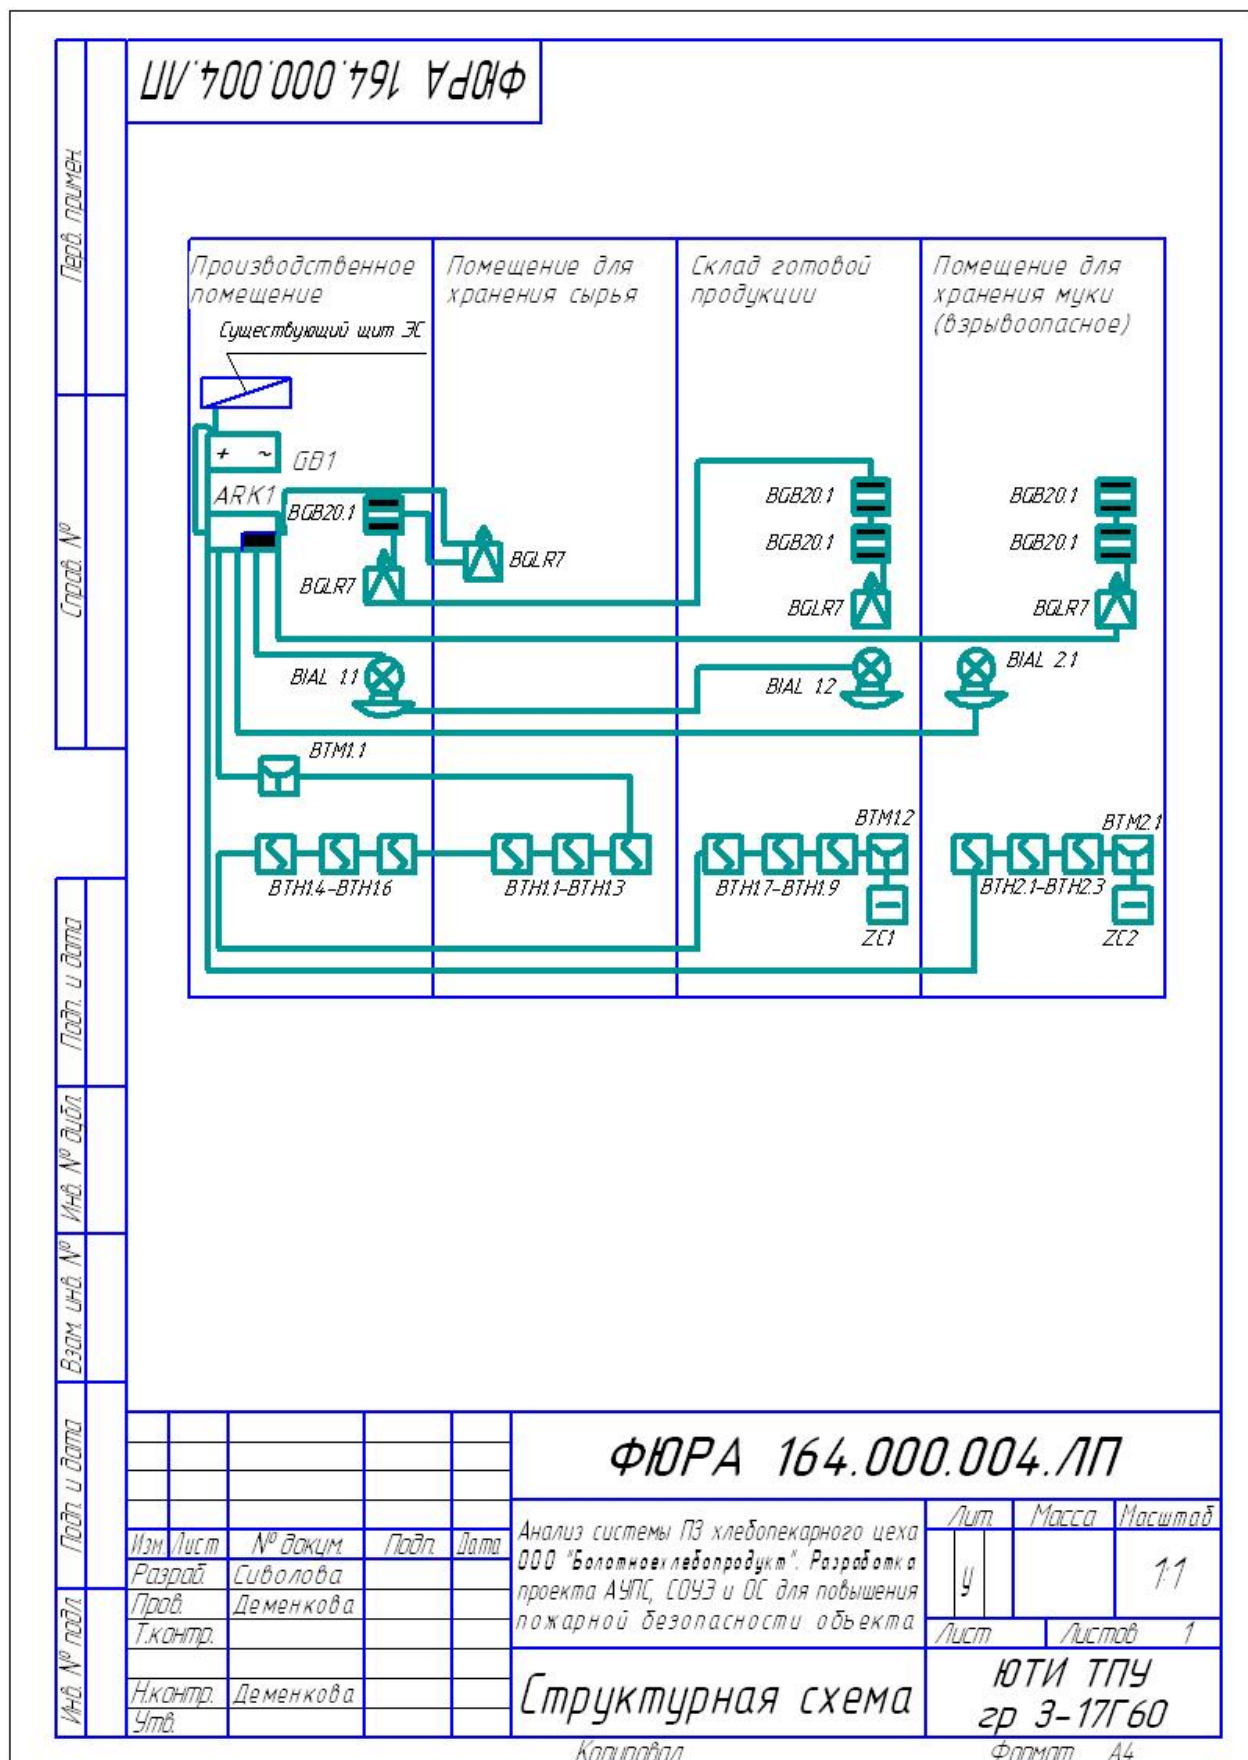 ФЮРА 164.000.004.ЛП
Перв. примен.
Справ. №
Подп. и дата
Инв. № дубл.
Взам. инв. №
Подп. и дата
Инв. № подл.
Производственное
помещение
Помещение для
хранения сырья
Склад готовой
продукции
Помещение для
хранения муки
(взрывоопасное)
Существующий щит ЭС
+ ~
GB1
ARK1
BGB20.1
BGLR7
BGLR7
BGB20.1
BGB20.1
BGLR7
BGB20.1
BGB20.1
BGLR7
BIAL 1.1
BIAL 1.2
BIAL 2.1
BTM1.1
BTM1.2
BTM2.1
BTH1.4-BTH1.6
BTH1.1-BTH1.3
BTH1.7-BTH1.9
BTH2.1-BTH2.3
ZC1
ZC2
ФЮРА 164.000.004.ЛП
Изм. Лист № докум. Подп. Дата
Разраб. Сиволова
Пров. Деменкова
Т.контр.
Н.контр. Деменкова
Утв.
Анализ системы ПЗ хлебопекарного цеха
ООО "Болотноехлебопродукт". Разработка
проекта АУПС, СОУЭ и ОС для повышения
пожарной безопасности объекта
Лит. Масса Масштаб
у 1:1
Лист Листов 1
Структурная схема
ЮТИ ТПУ
гр З-17Г60
Копировал Формат А4